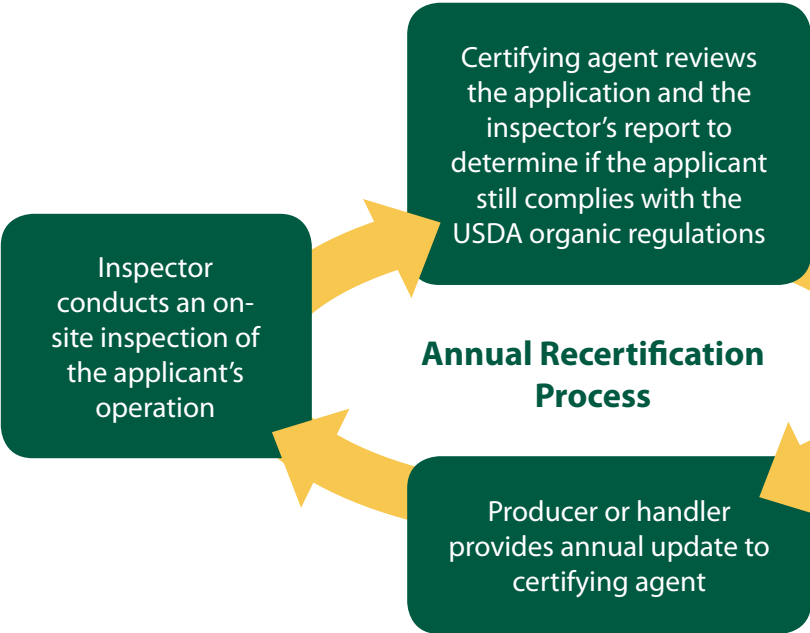 Certifying agent reviews
the application and the
inspector’s report to
determine if the applicant
still complies with the
USDA organic regulations
Inspector
conducts an on-
site inspection of
the applicant’s
operation
Annual Recertification
Process
Producer or handler
provides annual update to
certifying agent